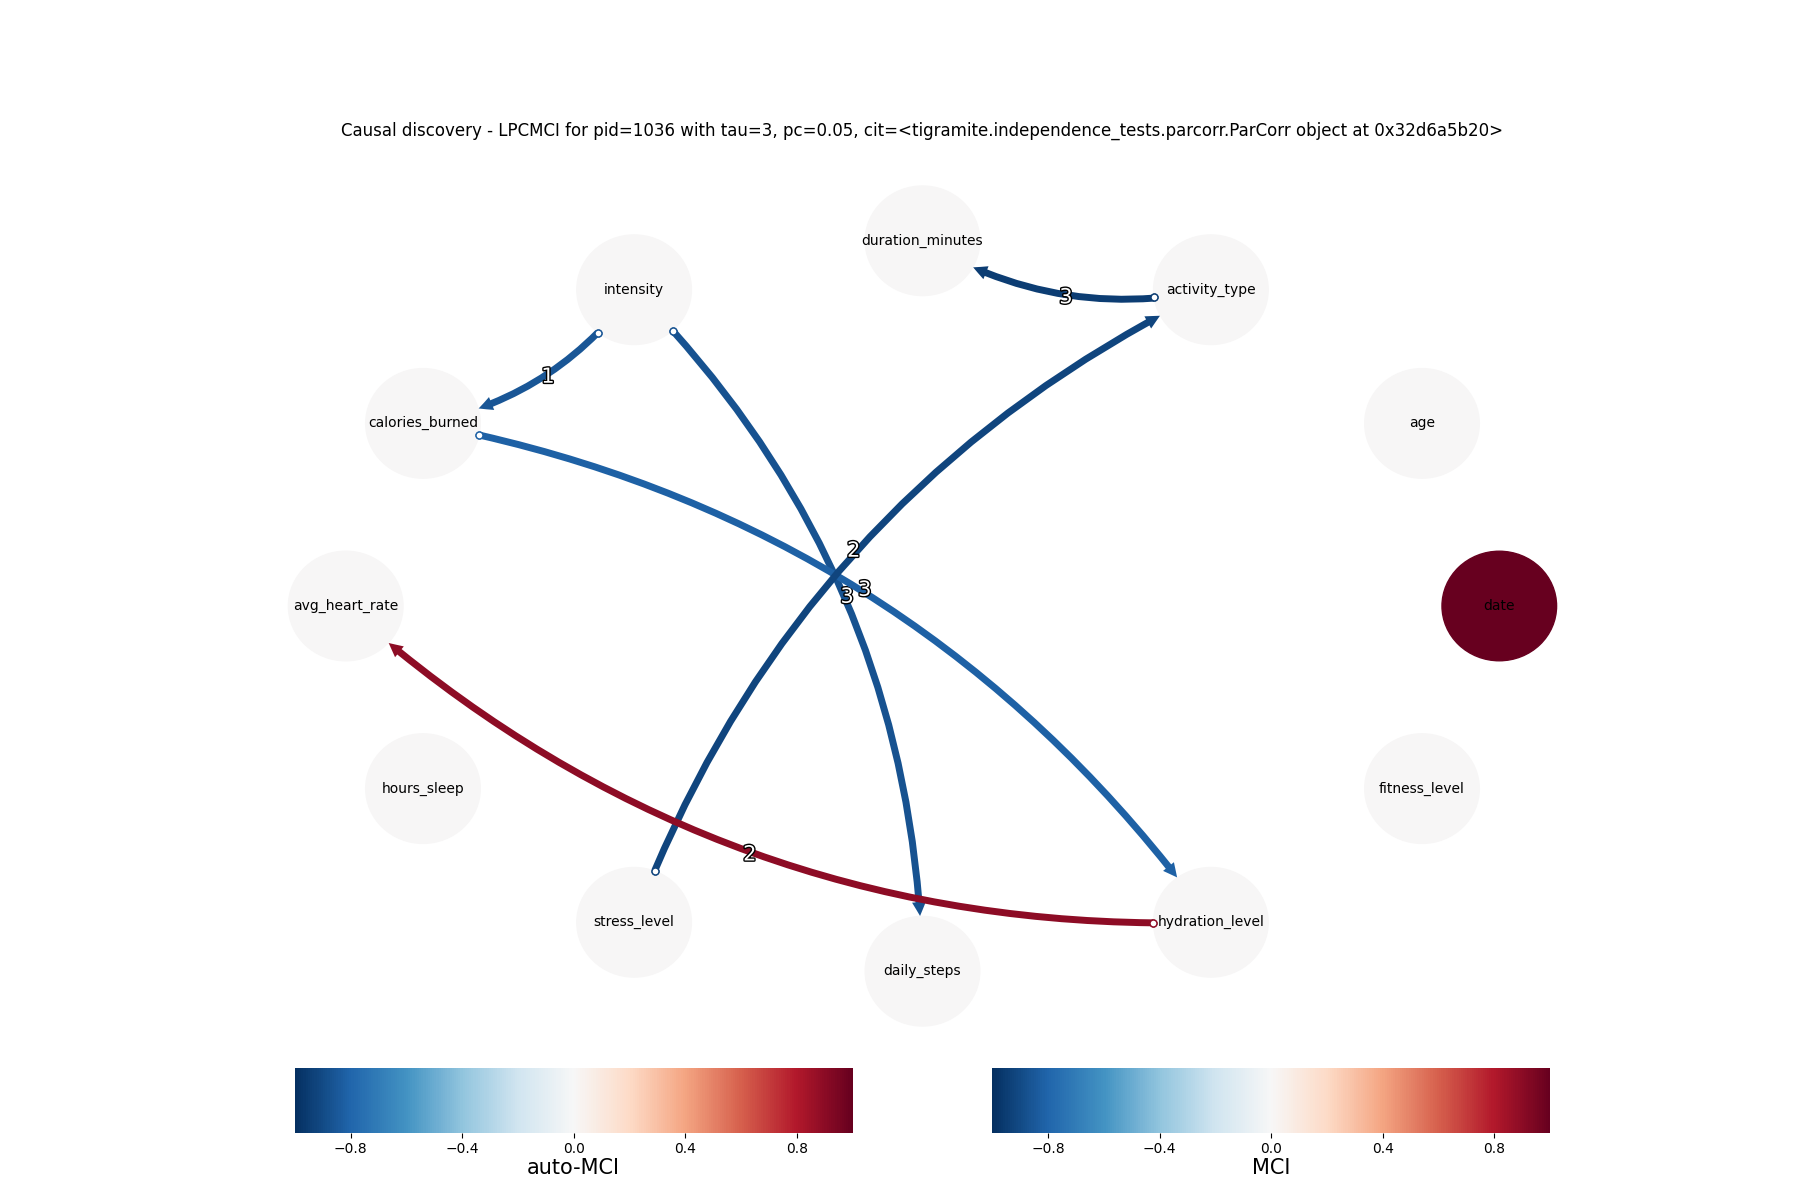 Causal discovery - LPCMCI for pid=1036 with tau=3, pc=0.05, cit=<tigramite.independence_tests.parcorr.ParCorr object at 0x32d6a5b20>
duration_minutes
intensity
activity_type
3
1
calories_burned
age
2
3
3
avg_heart_rate
date
hours_sleep
fitness_level
2
stress_level
hydration_level
daily_steps
−0.8 −0.4 0.0 0.4 0.8
auto-MCI
−0.8 −0.4 0.0 0.4 0.8
MCI